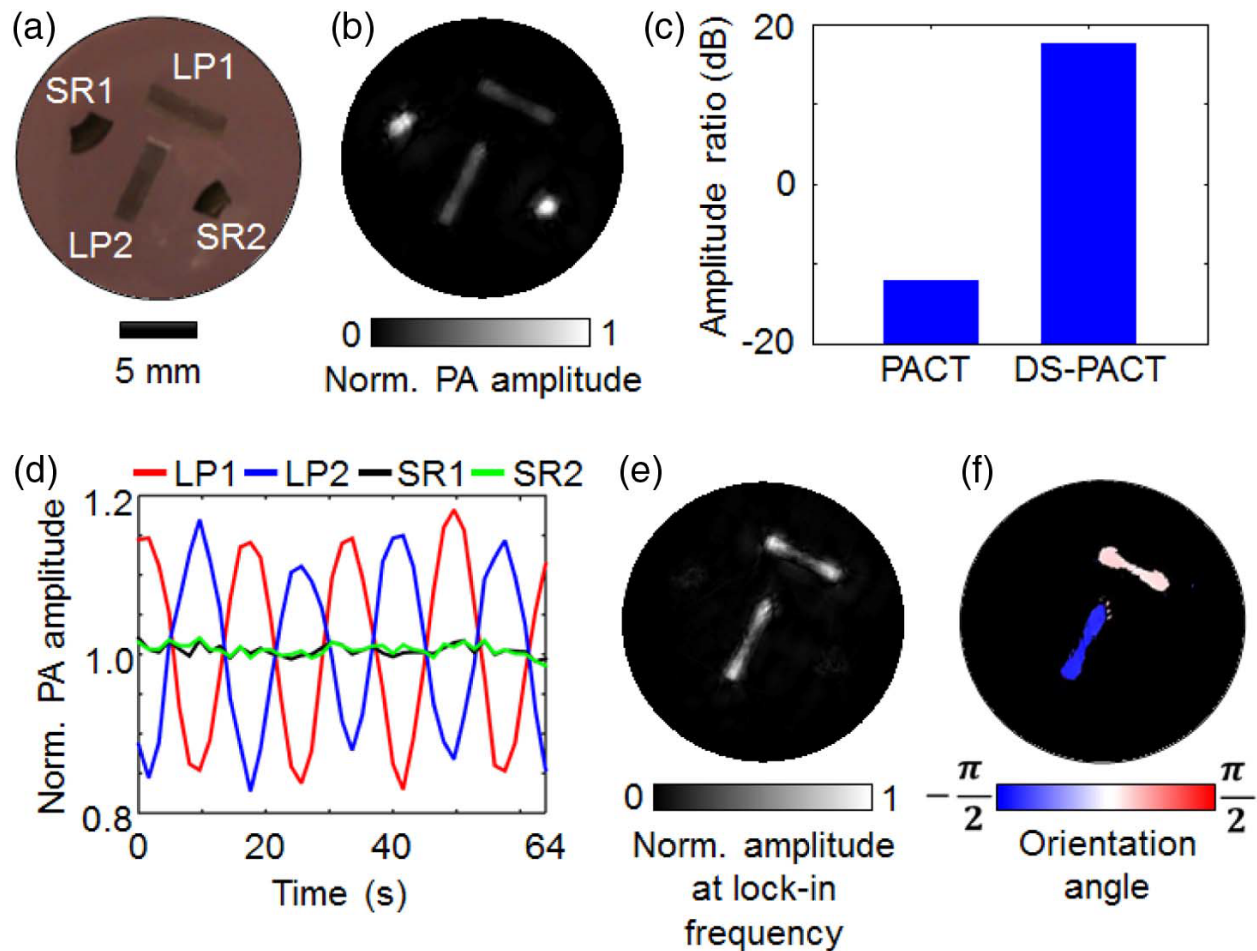 (a)
SR1
LP1
LP2
SR2
5 mm
(b)
0
1
Norm. PA amplitude
(c)
Amplitude ratio (dB)
20
0
-20
PACT
DS-PACT
(d)
LP1 LP2 SR1 SR2
Norm. PA amplitude
1.2
1.0
0.8
0 20 40 64
Time (s)
(e)
0
1
Norm. amplitude
at lock-in
frequency
(f)
−π/2
π/2
Orientation
angle